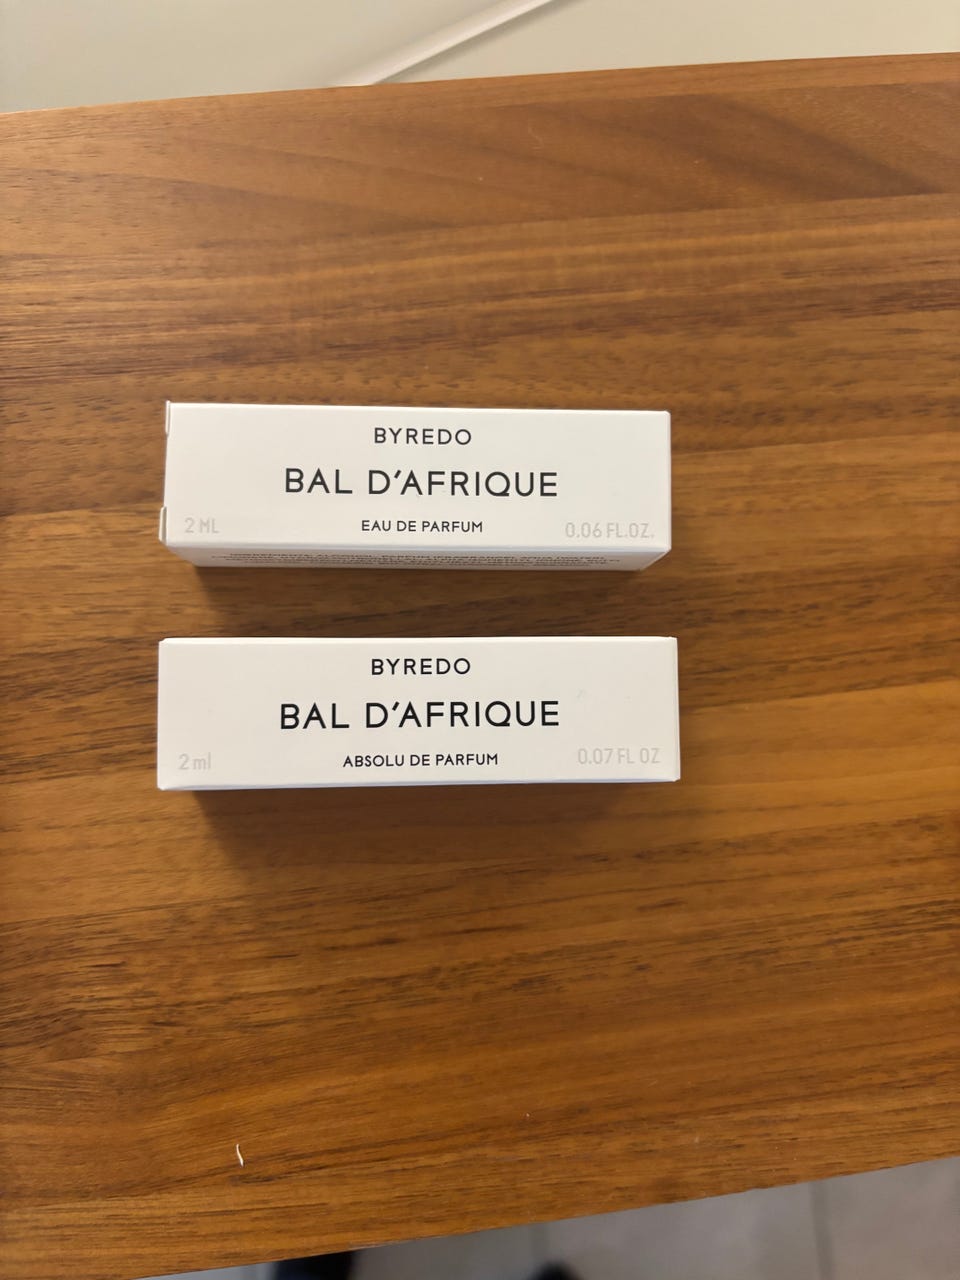 BYREDO
BAL D'AFRIQUE
2 ML EAU DE PARFUM 0.06 FL.OZ.
BYREDO
BAL D'AFRIQUE
2 ml ABSOLU DE PARFUM 0.07 FL OZ